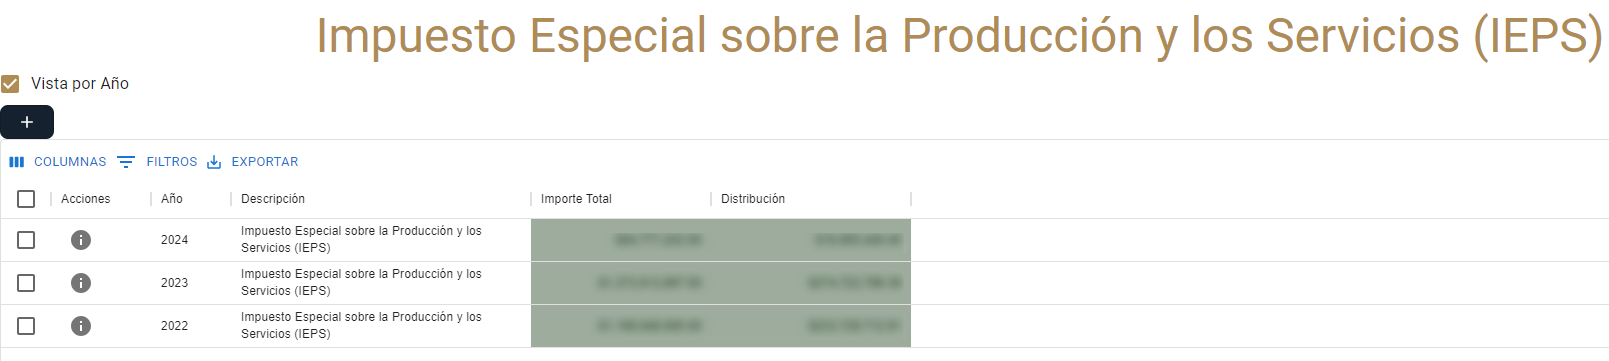 Impuesto Especial sobre la Producción y los Servicios (IEPS)
Vista por Año
+
COLUMNAS FILTROS EXPORTAR
Acciones Año Descripción Importe Total Distribución
2024 Impuesto Especial sobre la Producción y los
Servicios (IEPS)
2023 Impuesto Especial sobre la Producción y los
Servicios (IEPS)
2022 Impuesto Especial sobre la Producción y los
Servicios (IEPS)